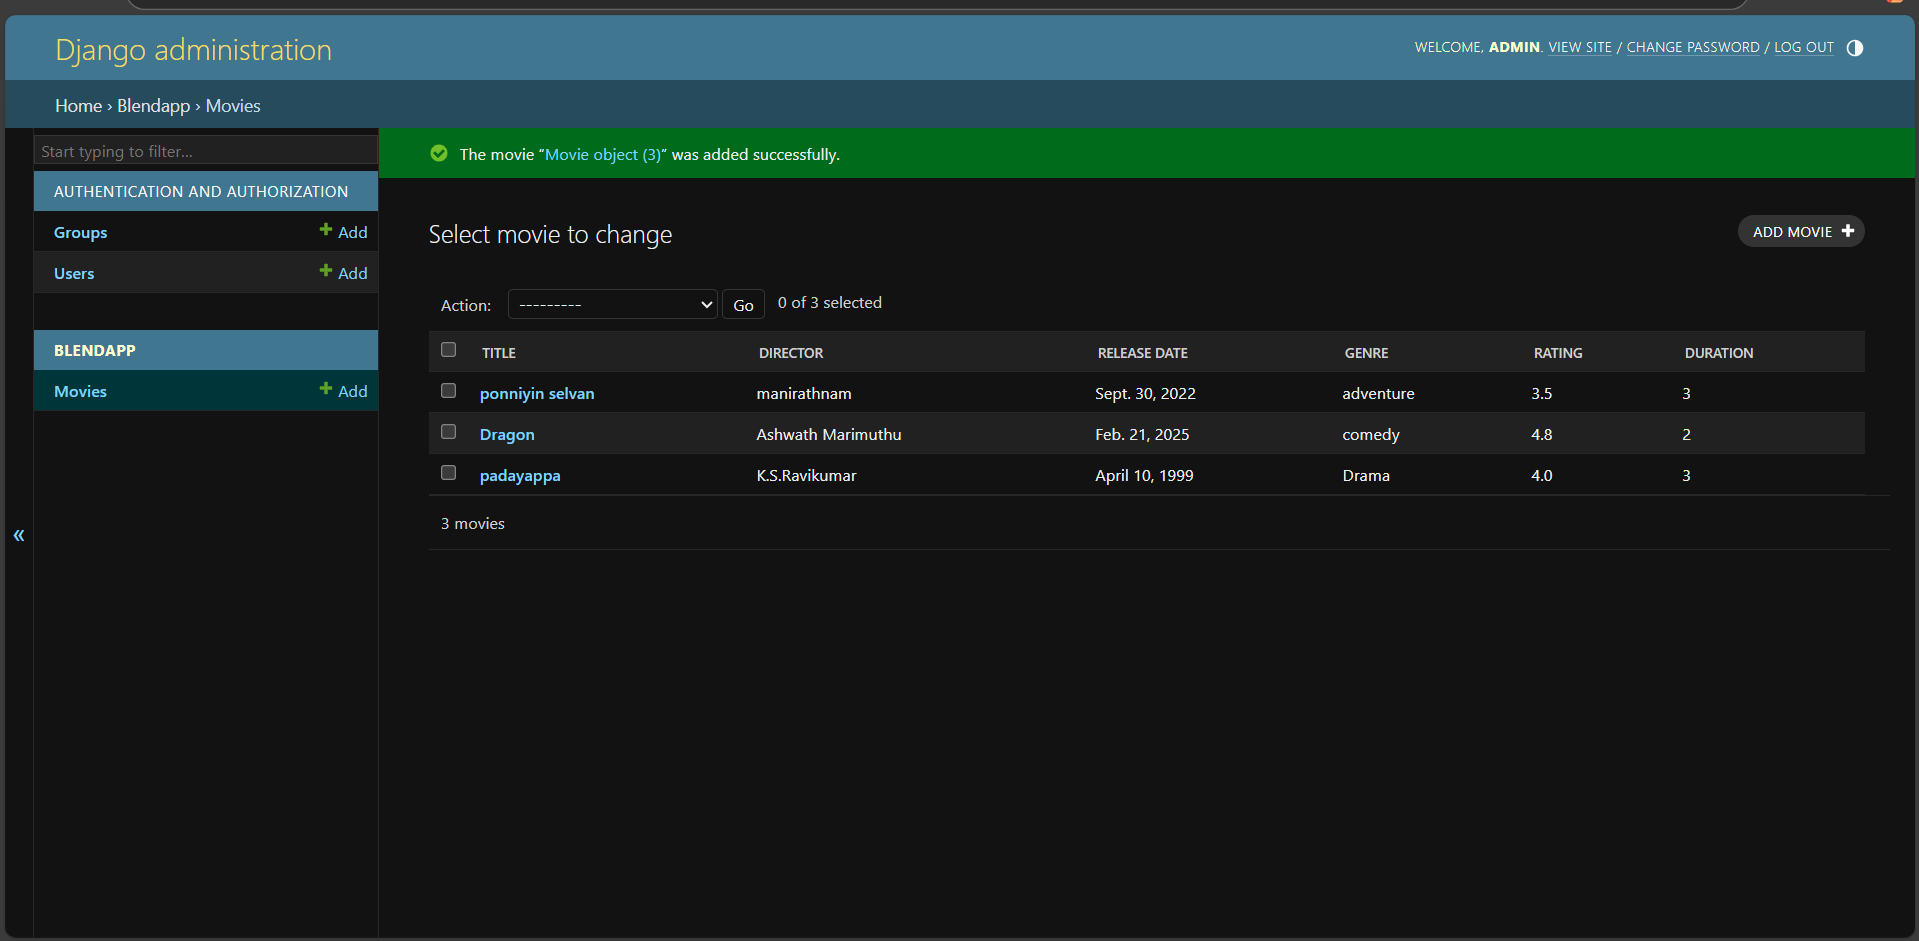 Django administration
WELCOME, ADMIN. VIEW SITE / CHANGE PASSWORD / LOG OUT
Home › Blendapp › Movies
Start typing to filter...
AUTHENTICATION AND AUTHORIZATION
Groups + Add
Users + Add
BLENDAPP
Movies + Add
«
The movie “Movie object (3)” was added successfully.
Select movie to change
ADD MOVIE +
Action: --------- Go 0 of 3 selected
TITLE DIRECTOR RELEASE DATE GENRE RATING DURATION
ponniyin selvan manirathnam Sept. 30, 2022 adventure 3.5 3
Dragon Ashwath Marimuthu Feb. 21, 2025 comedy 4.8 2
padayappa K.S.Ravikumar April 10, 1999 Drama 4.0 3
3 movies